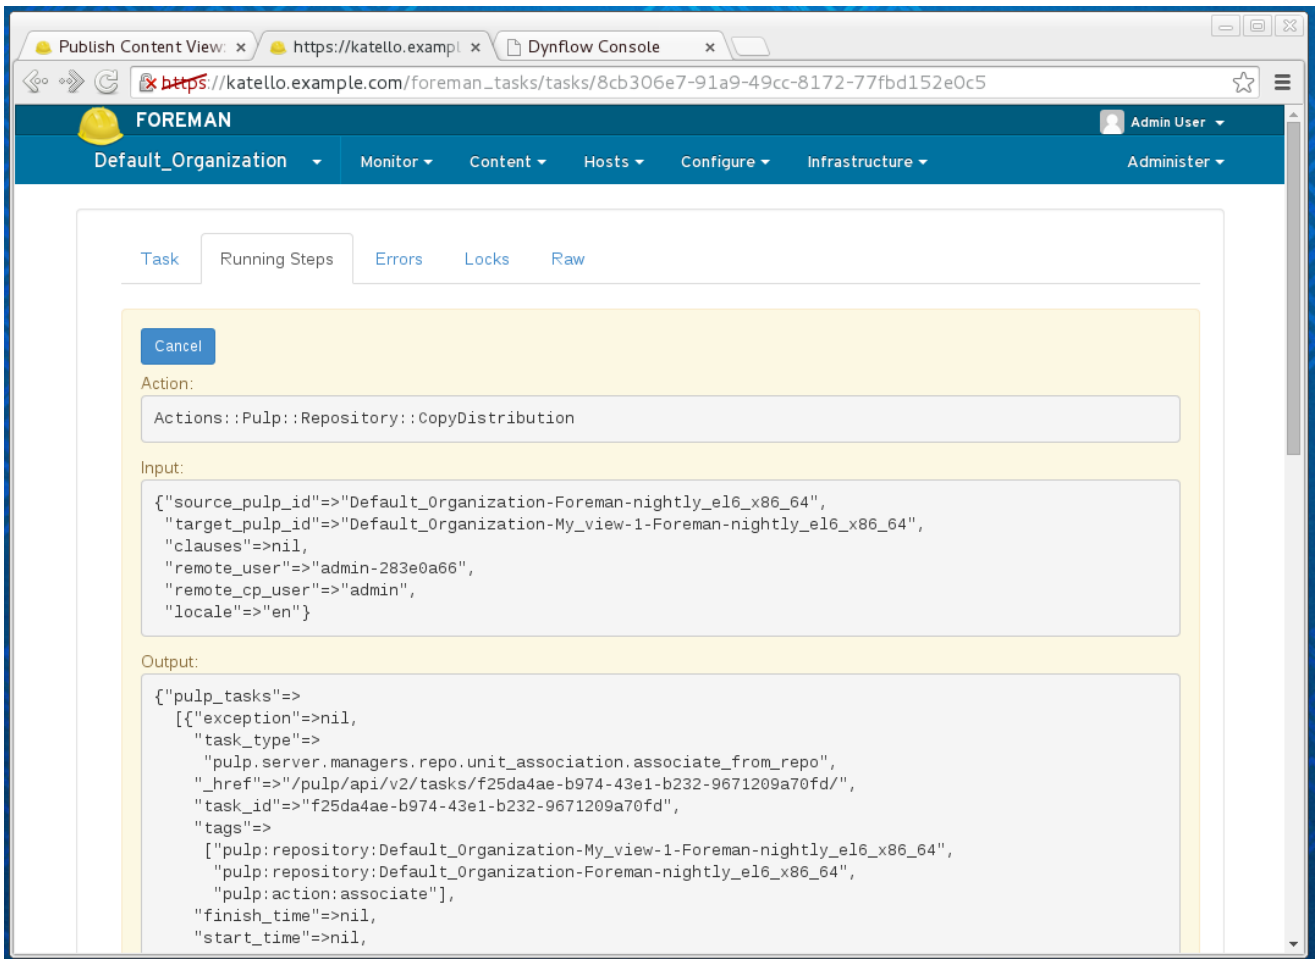 Publish Content View:
https://katello.exampl
Dynflow Console
https://katello.example.com/foreman_tasks/tasks/8cb306e7-91a9-49cc-8172-77fbd152e0c5
FOREMAN
Admin User
Default_Organization
Monitor
Content
Hosts
Configure
Infrastructure
Administer
Task
Running Steps
Errors
Locks
Raw
Cancel
Action:
Actions::Pulp::Repository::CopyDistribution
Input:
{"source_pulp_id"=>"Default_Organization-Foreman-nightly_el6_x86_64",
"target_pulp_id"=>"Default_Organization-My_view-1-Foreman-nightly_el6_x86_64",
"clauses"=>nil,
"remote_user"=>"admin-283e0a66",
"remote_cp_user"=>"admin",
"locale"=>"en"}
Output:
{"pulp_tasks"=>
[{"exception"=>nil,
"task_type"=>
"pulp.server.managers.repo.unit_association.associate_from_repo",
"_href"=>"/pulp/api/v2/tasks/f25da4ae-b974-43e1-b232-9671209a70fd/",
"task_id"=>"f25da4ae-b974-43e1-b232-9671209a70fd",
"tags"=>
["pulp:repository:Default_Organization-My_view-1-Foreman-nightly_el6_x86_64",
"pulp:repository:Default_Organization-Foreman-nightly_el6_x86_64",
"pulp:action:associate"],
"finish_time"=>nil,
"start_time"=>nil,